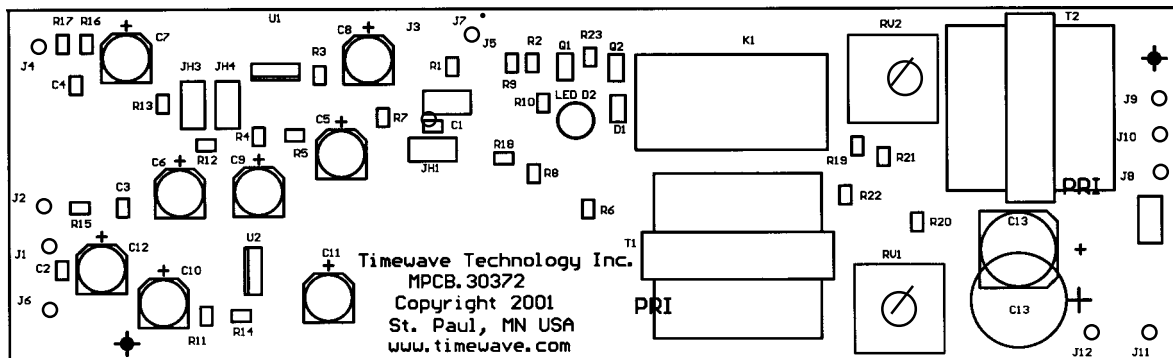 R17 R16 U1 J7 T2
C7 C8 J3 RV2
J4 R3 J5 R2 Q1 R23 Q2 K1
C4 JH3 JH4 R1 R9
R13 R10 LED D2 J9
R4 C5 R7 C1 D1 J10
R12 R5 R18 R19 R21
C6 C9 JH1 R8 J8
PRI
J2 C3 R22
R15 R6 R20 C13
J1 C12 U2 T1
C2 C10 C11 RV1
Timewave Technology Inc.
MPCB.30372
J6 Copyright 2001 PRI C13
R11 R14 St. Paul, MN USA
www.timewave.com J12 J11